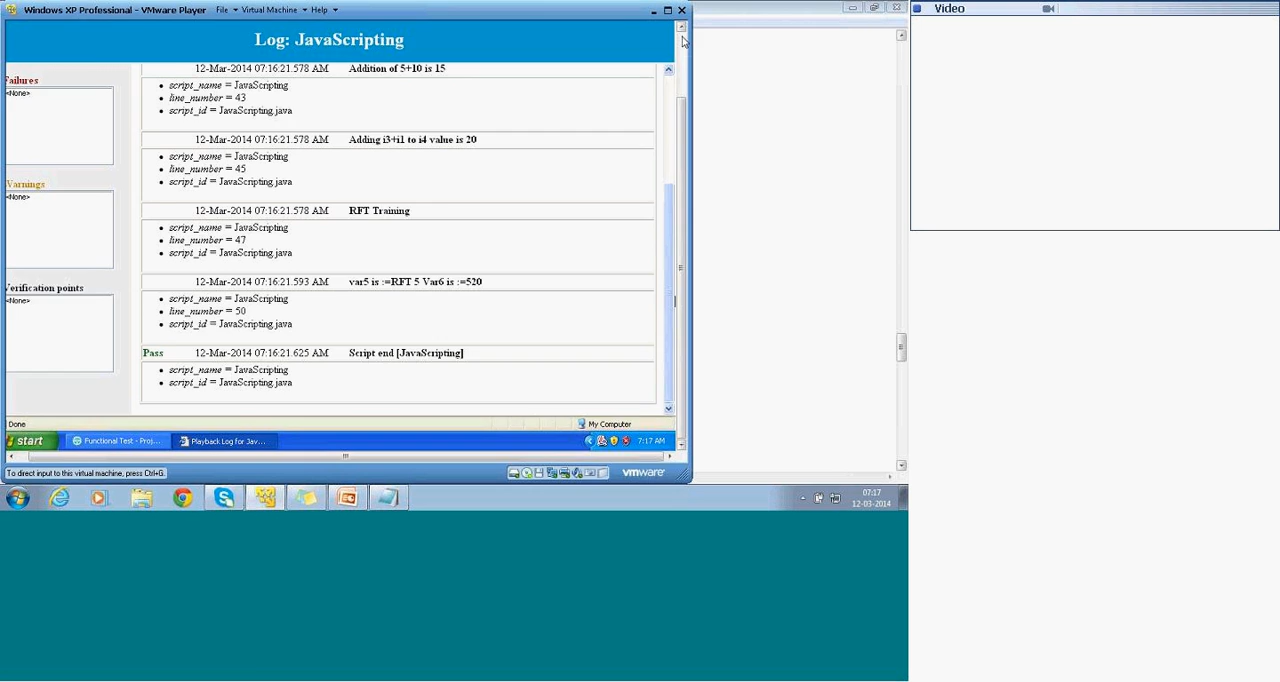 Windows XP Professional - VMware Player File Virtual Machine Help
Video
Log: JavaScripting
12-Mar-2014 07:16:21.578 AM Addition of 5+10 is 15
Failures
<None>
script_name = JavaScripting
line_number = 43
script_id = JavaScripting.java
12-Mar-2014 07:16:21.578 AM Adding i3+i1 to i4 value is 20
script_name = JavaScripting
line_number = 45
script_id = JavaScripting.java
Varnings
<None>
12-Mar-2014 07:16:21.578 AM RFT Training
script_name = JavaScripting
line_number = 47
script_id = JavaScripting.java
Verification points
<None>
12-Mar-2014 07:16:21.593 AM var5 is :=RFT 5 Var6 is :=520
script_name = JavaScripting
line_number = 50
script_id = JavaScripting.java
Pass 12-Mar-2014 07:16:21.625 AM Script end [JavaScripting]
script_name = JavaScripting
script_id = JavaScripting.java
Done My Computer
start Functional Test - Proj... Playback Log for Jav... 7:17 AM
To direct input to this virtual machine, press Ctrl+G. vmware
07:17
12-03-2014